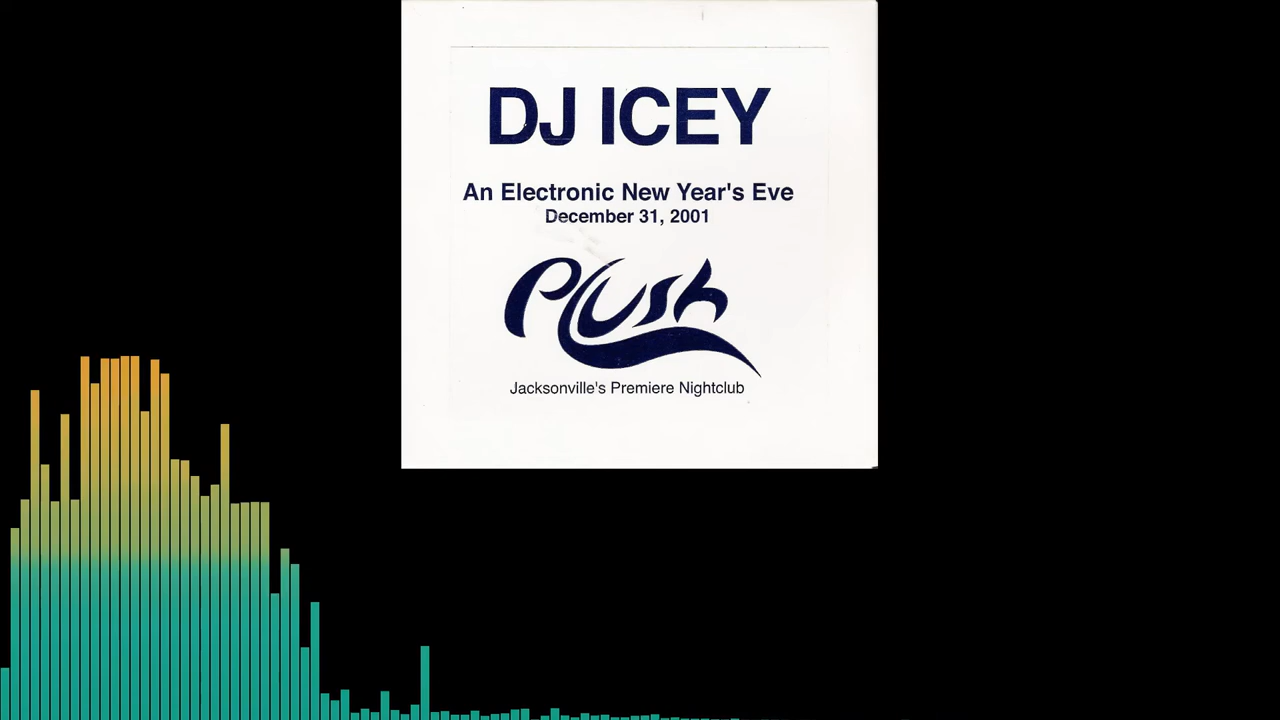 DJ ICEY
An Electronic New Year's Eve
December 31, 2001
Plush
Jacksonville's Premiere Nightclub